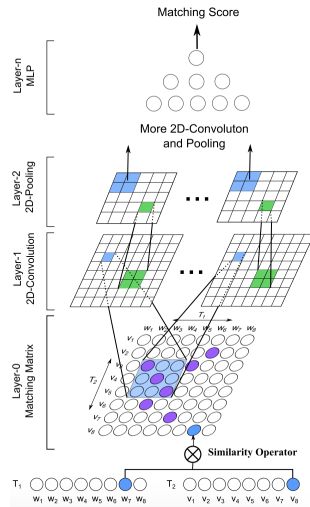 Matching Score
Layer-n
MLP
More 2D-Convoluton
and Pooling
Layer-2
2D-Pooling
Layer-1
2D-Convolution
Layer-0
Matching Matrix
T1
w1 w2 w3 w4 w5 w6 w7 w8
T2
v1
v2
v3
v4
v5
v6
v7
v8
Similarity Operator
T1 T2
w1 w2 w3 w4 w5 w6 w7 w8 v1 v2 v3 v4 v5 v6 v7 v8